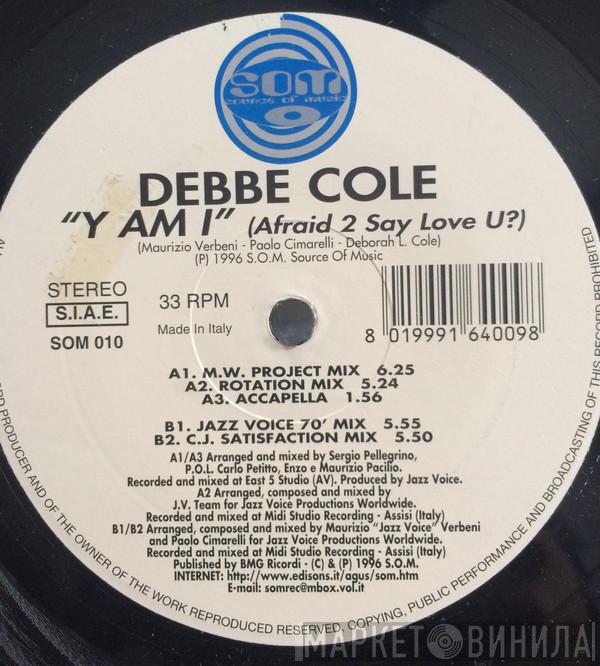 SOM
source of music
DEBBE COLE
"Y AM I" (Afraid 2 Say Love U?)
(Maurizio Verbeni - Paolo Cimarelli - Deborah L. Cole)
(P) 1996 S.O.M. Source Of Music
STEREO
S.I.A.E.
SOM 010
33 RPM
Made in Italy
8 019991 640098
A1. M.W. PROJECT MIX 6.25
A2. ROTATION MIX 5.24
A3. ACCAPELLA 1.56
B1. JAZZ VOICE 70' MIX 5.55
B2. C.J. SATISFACTION MIX 5.50
A1/A3 Arranged and mixed by Sergio Pellegrino,
P.O.L. Carlo Petitto, Enzo e Maurizio Pacilio.
Recorded and mixed at East 5 Studio (AV). Produced by Jazz Voice.
A2 Arranged, composed and mixed by
J.V. Team for Jazz Voice Productions Worldwide.
Recorded and mixed at Midi Studio Recording - Assisi (Italy)
B1/B2 Arranged, composed and mixed by Maurizio "Jazz Voice" Verbeni
and Paolo Cimarelli for Jazz Voice Productions Worldwide.
Recorded and mixed at Midi Studio Recording - Assisi (Italy)
Published by BMG Ricordi - (C) & (P) 1996 S.O.M.
INTERNET: http://www.edisons.it/agus/som.htm
E-mail: somrec@mbox.vol.it
PRODUCER AND OF THE OWNER OF THE WORK REPRODUCED RESERVED. COPYING, PUBLIC PERFORMANCE AND BROADCASTING OF THIS RECORD PROHIBITED
МАРКЕТ ВИНИЛА